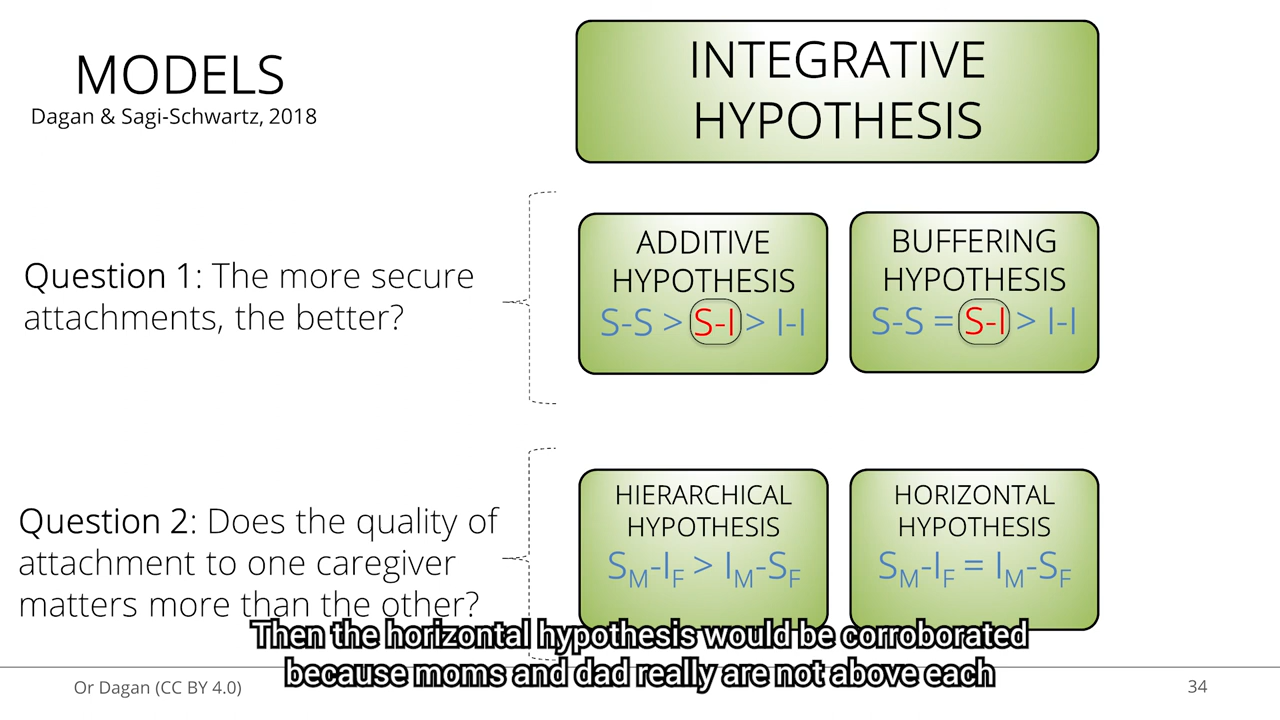 MODELS
Dagan & Sagi-Schwartz, 2018
INTEGRATIVE
HYPOTHESIS
Question 1: The more secure
attachments, the better?
ADDITIVE
HYPOTHESIS
S-S > S-I > I-I
BUFFERING
HYPOTHESIS
S-S = S-I > I-I
Question 2: Does the quality of
attachment to one caregiver
matters more than the other?
HIERARCHICAL
HYPOTHESIS
SM-IF > IM-SF
HORIZONTAL
HYPOTHESIS
SM-IF = IM-SF
Then the horizontal hypothesis would be corroborated
because moms and dad really are not above each
Or Dagan (CC BY 4.0)
34